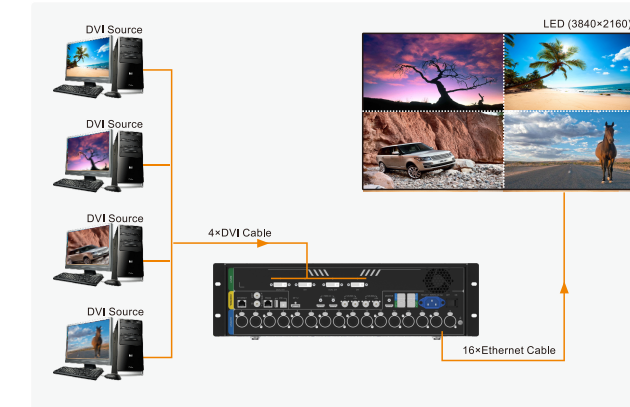 DVI Source
LED (3840×2160)
DVI Source
DVI Source
4×DVI Cable
DVI Source
16×Ethernet Cable